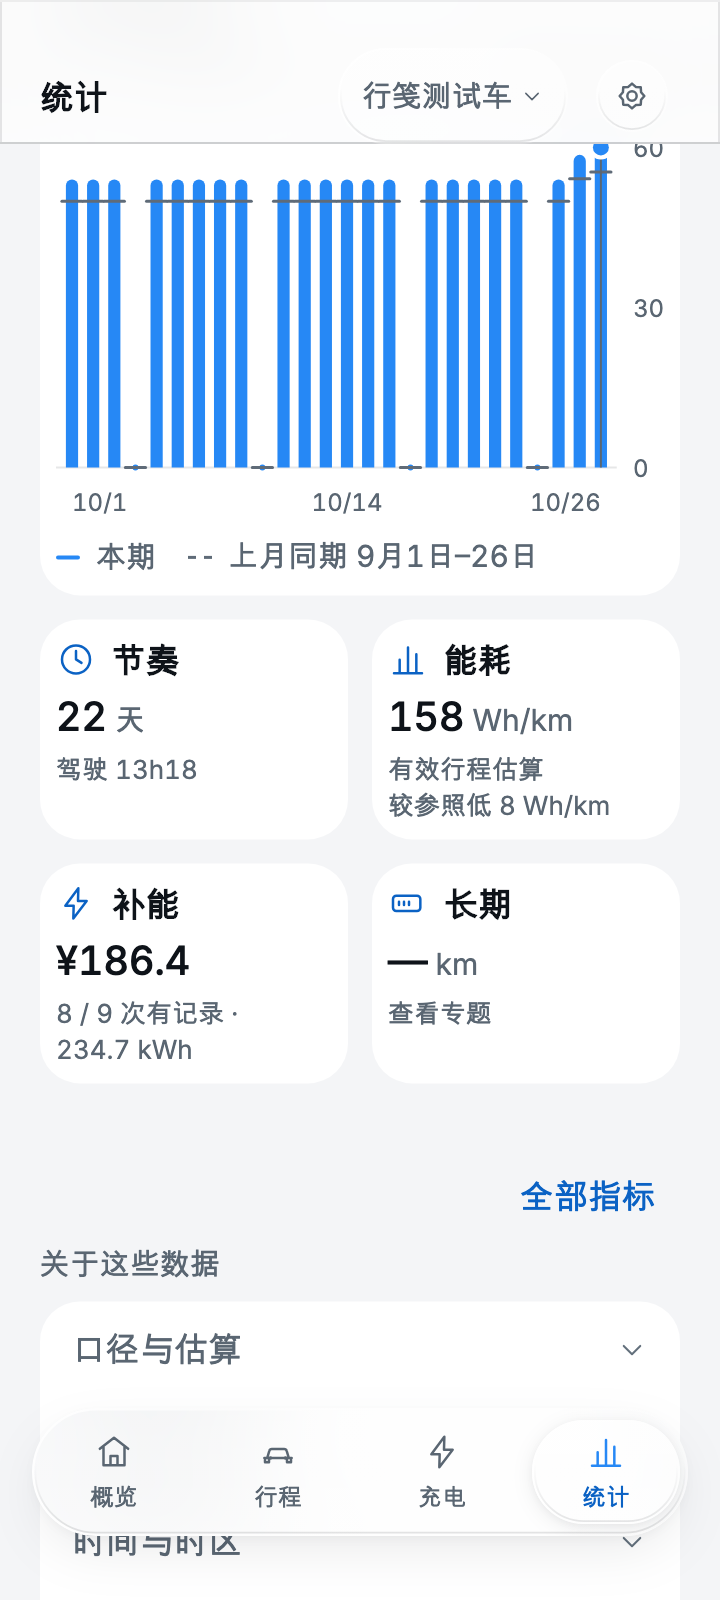 统计
行笺测试车
60
30
0
10/1 10/14 10/26
本期 -- 上月同期 9月1日–26日
节奏
22 天
驾驶 13h18
能耗
158 Wh/km
有效行程估算
较参照低 8 Wh/km
补能
¥186.4
8 / 9 次有记录 ·
234.7 kWh
长期
— km
查看专题
全部指标
关于这些数据
口径与估算
时间与时区
概览
行程
充电
统计